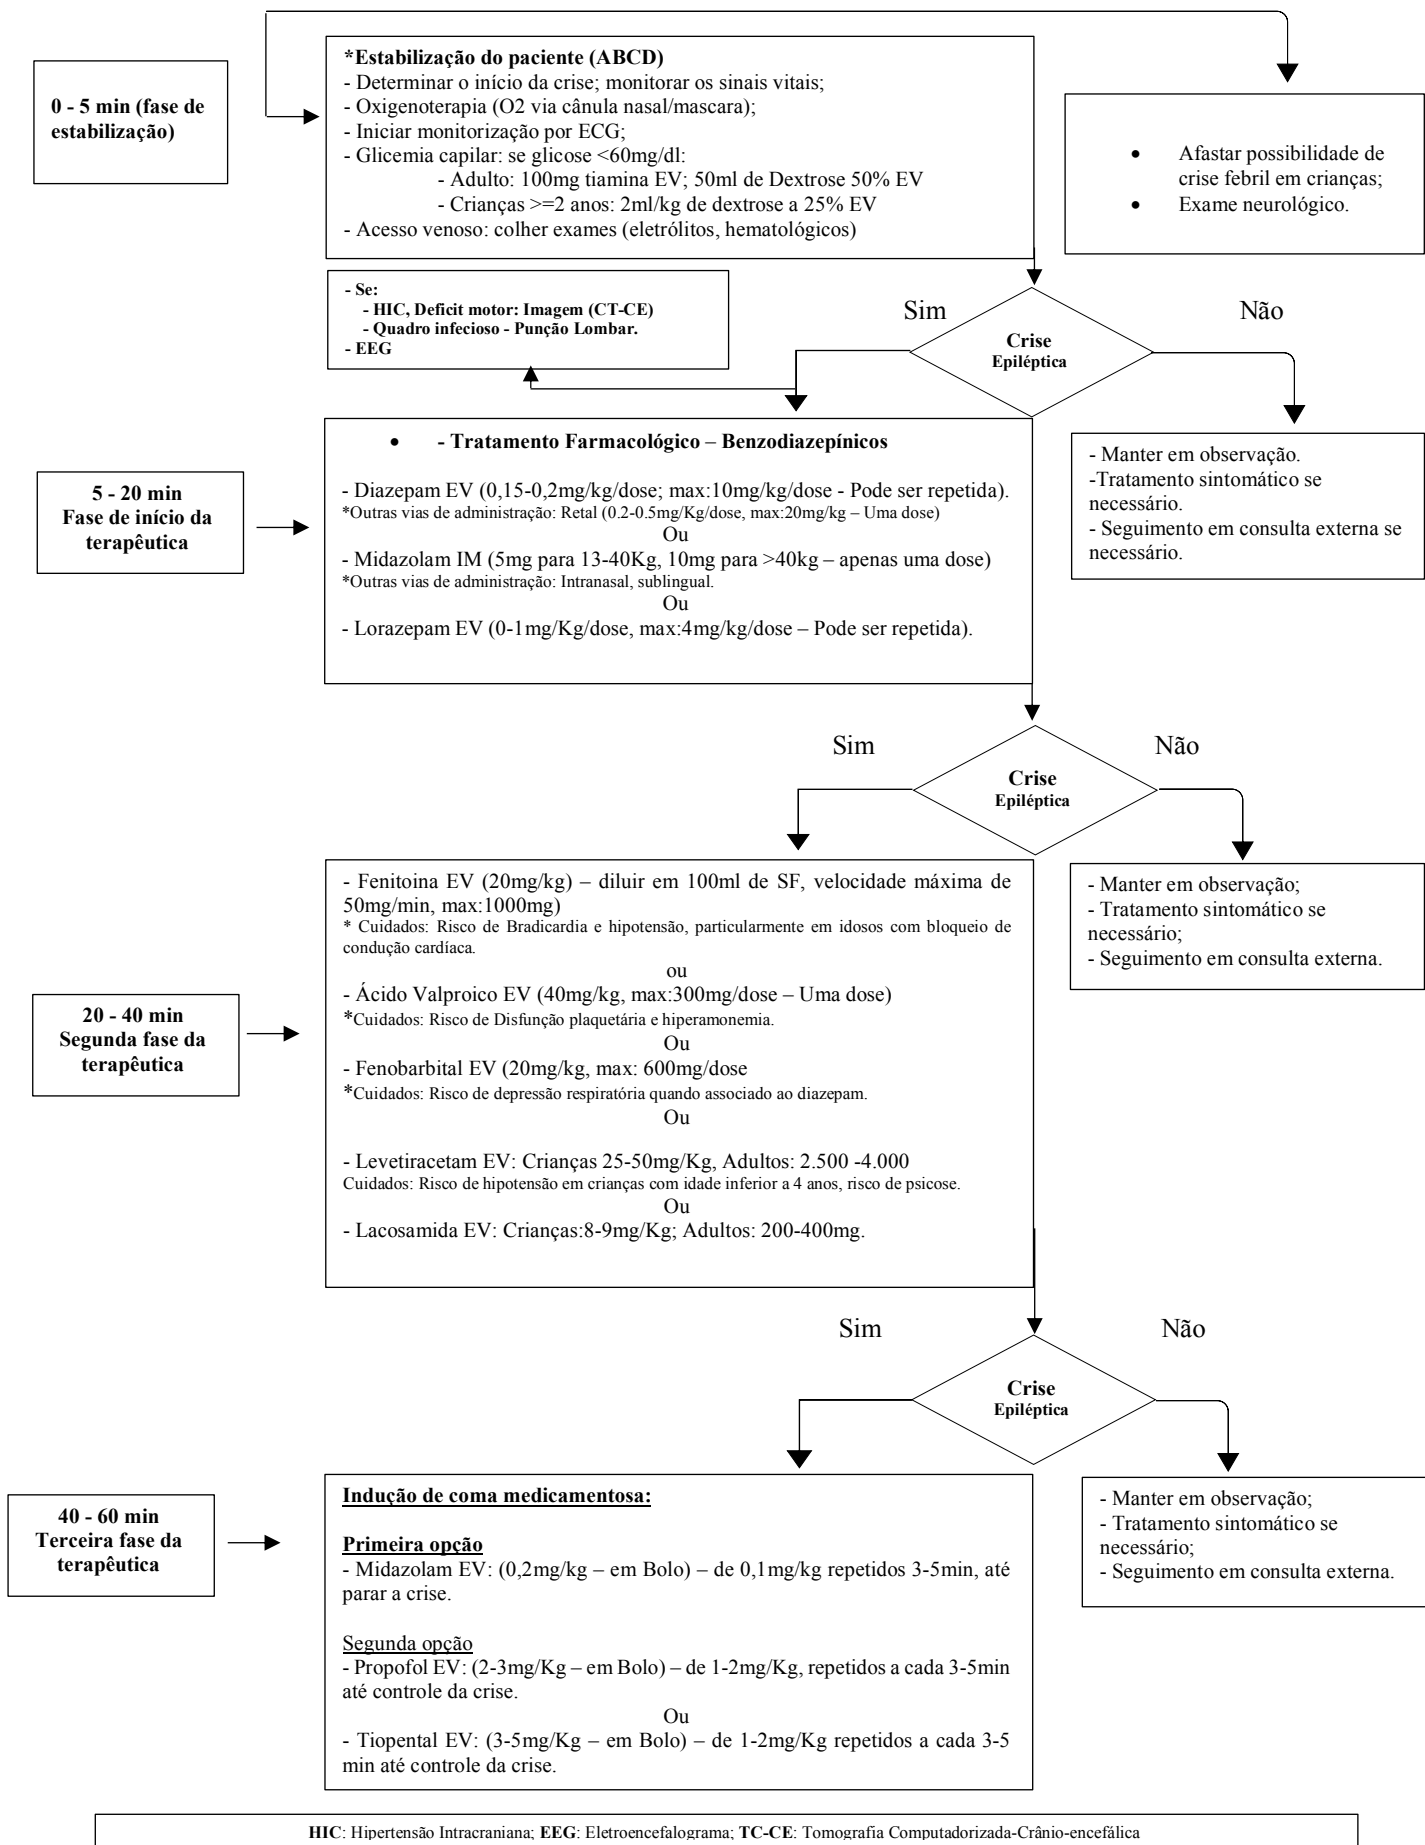 0 - 5 min (fase de
estabilização)
*Estabilização do paciente (ABCD)
- Determinar o início da crise; monitorar os sinais vitais;
- Oxigenoterapia (O2 via cânula nasal/mascara);
- Iniciar monitorização por ECG;
- Glicemia capilar: se glicose <60mg/dl:
- Adulto: 100mg tiamina EV; 50ml de Dextrose 50% EV
- Crianças >=2 anos: 2ml/kg de dextrose a 25% EV
- Acesso venoso: colher exames (eletrólitos, hematológicos)
• Afastar possibilidade de
crise febril em crianças;
• Exame neurológico.
- Se:
- HIC, Deficit motor: Imagem (CT-CE)
- Quadro infecioso - Punção Lombar.
- EEG
Sim
Não
Crise
Epiléptica
5 - 20 min
Fase de início da
terapêutica
• - Tratamento Farmacológico – Benzodiazepínicos
- Diazepam EV (0,15-0,2mg/kg/dose; max:10mg/kg/dose - Pode ser repetida).
*Outras vias de administração: Retal (0.2-0.5mg/Kg/dose, max:20mg/kg – Uma dose)
Ou
- Midazolam IM (5mg para 13-40Kg, 10mg para >40kg – apenas uma dose)
*Outras vias de administração: Intranasal, sublingual.
Ou
- Lorazepam EV (0-1mg/Kg/dose, max:4mg/kg/dose – Pode ser repetida).
- Manter em observação.
-Tratamento sintomático se
necessário.
- Seguimento em consulta externa se
necessário.
Sim
Não
Crise
Epiléptica
20 - 40 min
Segunda fase da
terapêutica
- Fenitoina EV (20mg/kg) – diluir em 100ml de SF, velocidade máxima de
50mg/min, max:1000mg)
* Cuidados: Risco de Bradicardia e hipotensão, particularmente em idosos com bloqueio de
condução cardíaca.
ou
- Ácido Valproico EV (40mg/kg, max:300mg/dose – Uma dose)
*Cuidados: Risco de Disfunção plaquetária e hiperamonemia.
Ou
- Fenobarbital EV (20mg/kg, max: 600mg/dose
*Cuidados: Risco de depressão respiratória quando associado ao diazepam.
Ou
- Levetiracetam EV: Crianças 25-50mg/Kg, Adultos: 2.500 -4.000
Cuidados: Risco de hipotensão em crianças com idade inferior a 4 anos, risco de psicose.
Ou
- Lacosamida EV: Crianças:8-9mg/Kg; Adultos: 200-400mg.
- Manter em observação;
- Tratamento sintomático se
necessário;
- Seguimento em consulta externa.
Sim
Não
Crise
Epiléptica
40 - 60 min
Terceira fase da
terapêutica
Indução de coma medicamentosa:
Primeira opção
- Midazolam EV: (0,2mg/kg – em Bolo) – de 0,1mg/kg repetidos 3-5min, até
parar a crise.
Segunda opção
- Propofol EV: (2-3mg/Kg – em Bolo) – de 1-2mg/Kg, repetidos a cada 3-5min
até controle da crise.
Ou
- Tiopental EV: (3-5mg/Kg – em Bolo) – de 1-2mg/Kg repetidos a cada 3-5
min até controle da crise.
- Manter em observação;
- Tratamento sintomático se
necessário;
- Seguimento em consulta externa.
HIC: Hipertensão Intracraniana; EEG: Eletroencefalograma; TC-CE: Tomografia Computadorizada-Crânio-encefálica